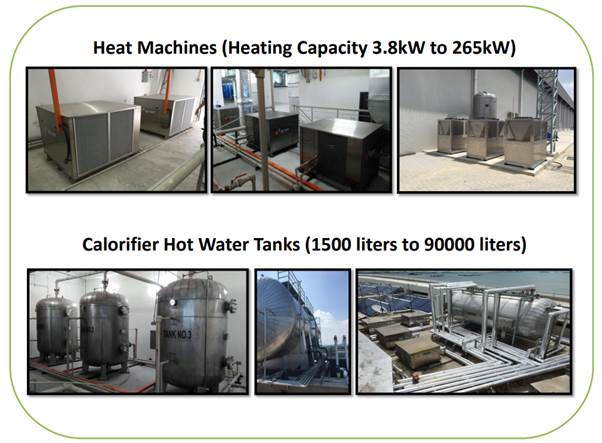 Heat Machines (Heating Capacity 3.8kW to 265kW)
Calorifier Hot Water Tanks (1500 liters to 90000 liters)
TANK NO.3